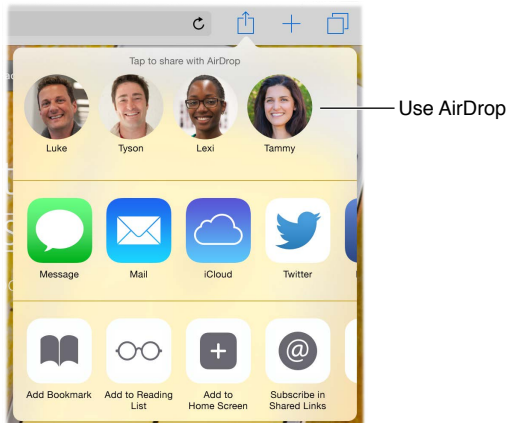 Tap to share with AirDrop
Luke Tyson Lexi Tammy
Use AirDrop
Message Mail iCloud Twitter
Add Bookmark Add to Reading List Add to Home Screen Subscribe in Shared Links